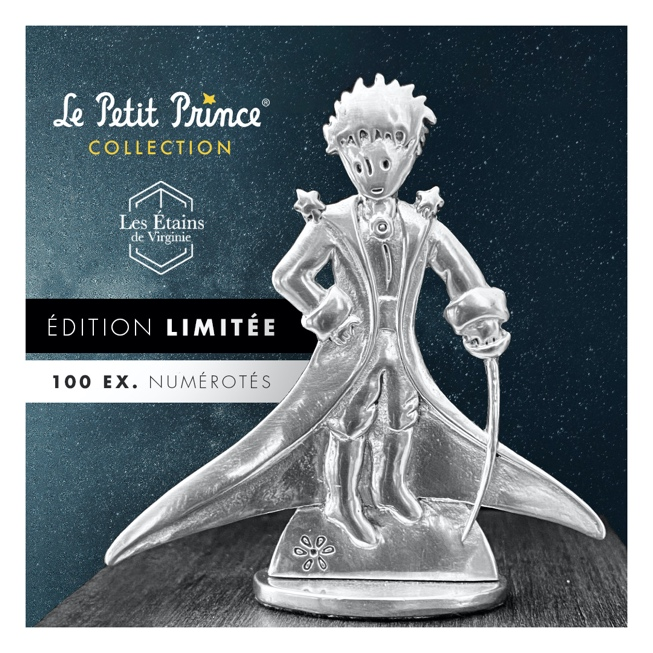 Le Petit Prince®
COLLECTION
Les Étains
de Virginie
ÉDITION LIMITÉE
100 EX. NUMÉROTÉS